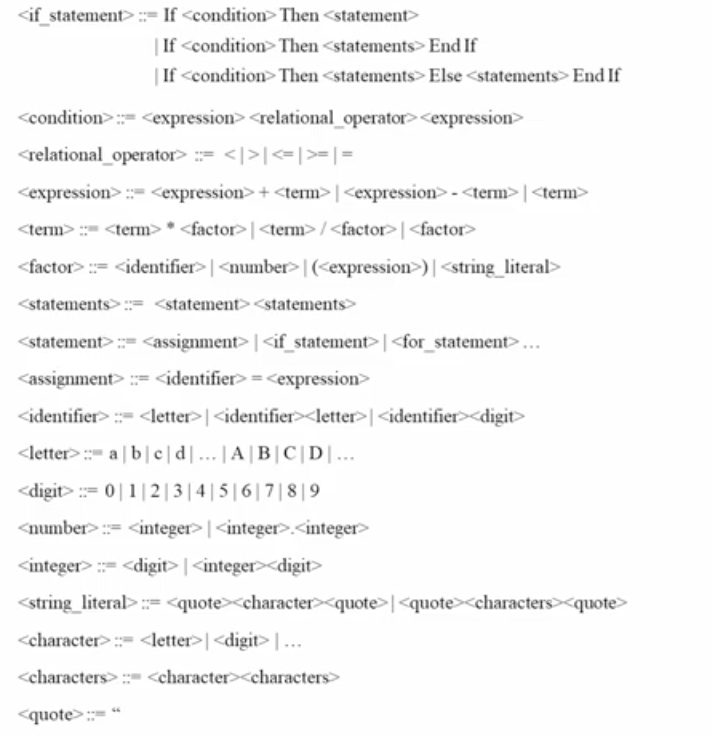 <if_statement> ::= If <condition> Then <statement>
| If <condition> Then <statements> End If
| If <condition> Then <statements> Else <statements> End If
<condition> ::= <expression> <relational_operator> <expression>
<relational_operator> ::= < | > | <= | >= | =
<expression> ::= <expression> + <term> | <expression> - <term> | <term>
<term> ::= <term> * <factor> | <term> / <factor> | <factor>
<factor> ::= <identifier> | <number> | (<expression>) | <string_literal>
<statements> ::= <statement> <statements>
<statement> ::= <assignment> | <if_statement> | <for_statement> …
<assignment> ::= <identifier> = <expression>
<identifier> ::= <letter> | <identifier><letter> | <identifier><digit>
<letter> ::= a | b | c | d | … | A | B | C | D | …
<digit> ::= 0 | 1 | 2 | 3 | 4 | 5 | 6 | 7 | 8 | 9
<number> ::= <integer> | <integer>.<integer>
<integer> ::= <digit> | <integer><digit>
<string_literal> ::= <quote><character><quote> | <quote><characters><quote>
<character> ::= <letter> | <digit> | …
<characters> ::= <character><characters>
<quote> ::= “